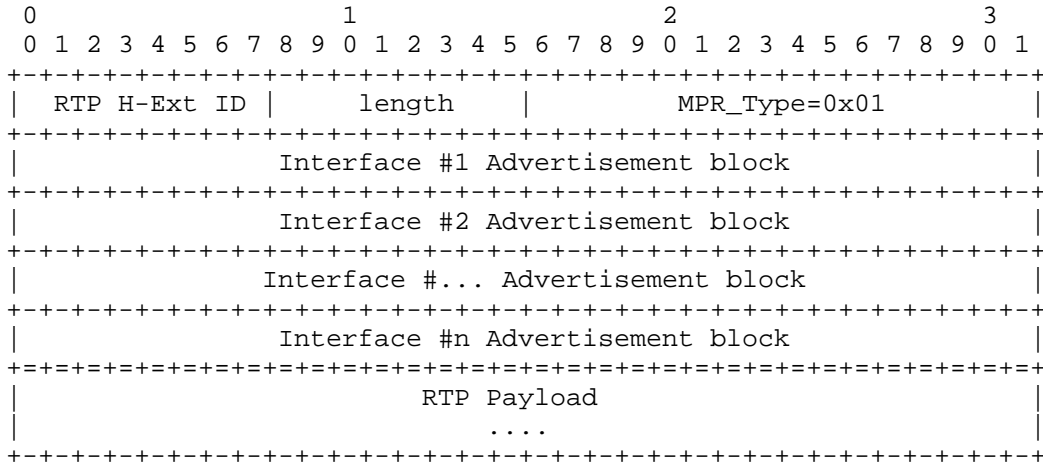 0                   1                   2                   3
 0 1 2 3 4 5 6 7 8 9 0 1 2 3 4 5 6 7 8 9 0 1 2 3 4 5 6 7 8 9 0 1
+-+-+-+-+-+-+-+-+-+-+-+-+-+-+-+-+-+-+-+-+-+-+-+-+-+-+-+-+-+-+-+-+
|  RTP H-Ext ID |     length    |         MPR_Type=0x01         |
+-+-+-+-+-+-+-+-+-+-+-+-+-+-+-+-+-+-+-+-+-+-+-+-+-+-+-+-+-+-+-+-+
|                Interface #1 Advertisement block               |
+-+-+-+-+-+-+-+-+-+-+-+-+-+-+-+-+-+-+-+-+-+-+-+-+-+-+-+-+-+-+-+-+
|                Interface #2 Advertisement block               |
+-+-+-+-+-+-+-+-+-+-+-+-+-+-+-+-+-+-+-+-+-+-+-+-+-+-+-+-+-+-+-+-+
|               Interface #... Advertisement block              |
+-+-+-+-+-+-+-+-+-+-+-+-+-+-+-+-+-+-+-+-+-+-+-+-+-+-+-+-+-+-+-+-+
|                Interface #n Advertisement block               |
+=+=+=+=+=+=+=+=+=+=+=+=+=+=+=+=+=+=+=+=+=+=+=+=+=+=+=+=+=+=+=+=+
|                         RTP Payload                           |
|                             ....                              |
+-+-+-+-+-+-+-+-+-+-+-+-+-+-+-+-+-+-+-+-+-+-+-+-+-+-+-+-+-+-+-+-+